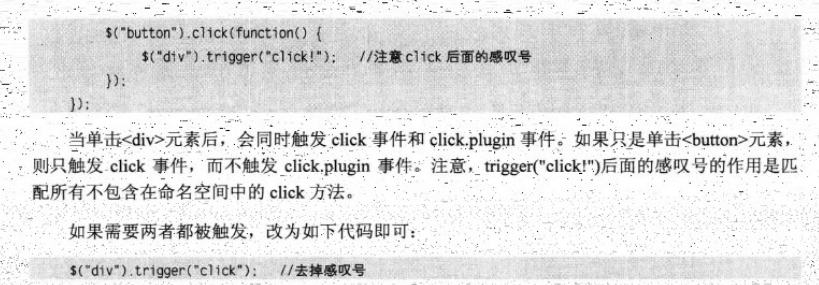 $("button").click(function() {
$("div").trigger("click!");   //注意 click 后面的感叹号
});
});
当单击<div>元素后，会同时触发 click 事件和 click.plugin 事件。如果只是单击<button>元素，
则只触发 click 事件，而不触发 click.plugin 事件。注意，trigger("click!")后面的感叹号的作用是匹
配所有不包含在命名空间中的 click 方法。
如果需要两者都被触发，改为如下代码即可：
$("div").trigger("click");   //去掉感叹号